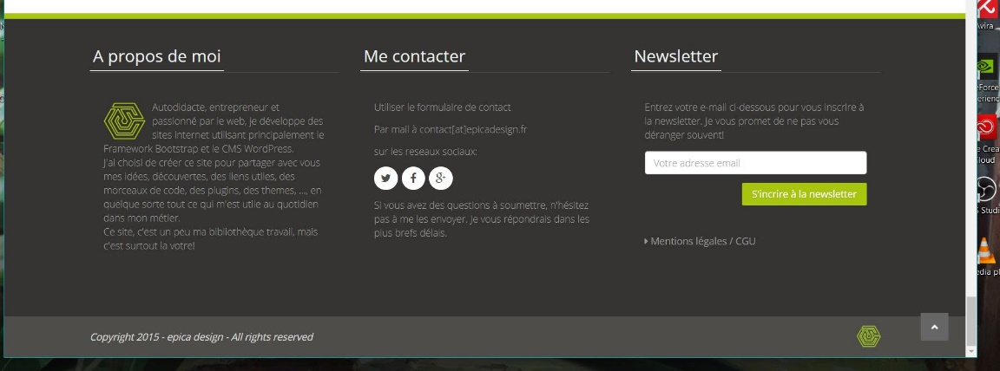 A propos de moi
Autodidacte, entrepreneur et
passionné par le web, je développe des
sites internet utilisant principalement le
Framework Bootstrap et le CMS WordPress.
J'ai choisi de créer ce site pour partager avec vous
mes idées, découvertes, des liens utiles, des
morceaux de code, des plugins, des themes, ..., en
quelque sorte tout ce qui m'est utile au quotidien
dans mon métier.
Ce site, c'est un peu ma bibliothèque travail, mais
c'est surtout la votre!
Me contacter
Utiliser le formulaire de contact
Par mail à contact[at]epicadesign.fr
sur les reseaux sociaux:
Si vous avez des questions à soumettre, n'hésitez
pas à me les envoyer. Je vous répondrais dans les
plus brefs délais.
Newsletter
Entrez votre e-mail ci-dessous pour vous inscrire à
la newsletter. Je vous promet de ne pas vous
déranger souvent!
Votre adresse email
S'incrire à la newsletter
Mentions légales / CGU
Copyright 2015 - epica design - All rights reserved
Avira
eForce
erienc
e Crea
Cloud
S Studi
edia pl